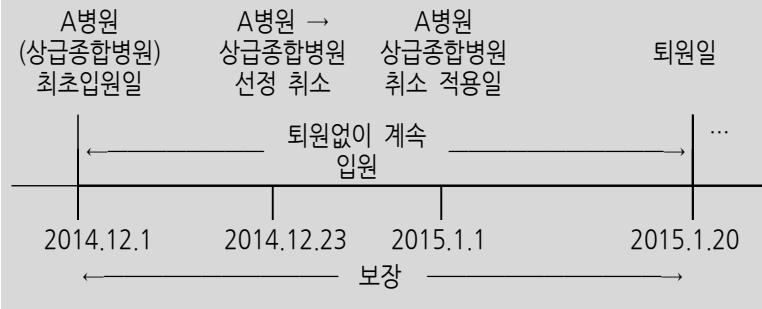 A병원
(상급종합병원)
최초입원일
A병원 →
상급종합병원
선정 취소
A병원
상급종합병원
취소 적용일
퇴원일
퇴원없이 계속
입원
…
2014.12.1
2014.12.23
2015.1.1
2015.1.20
보장